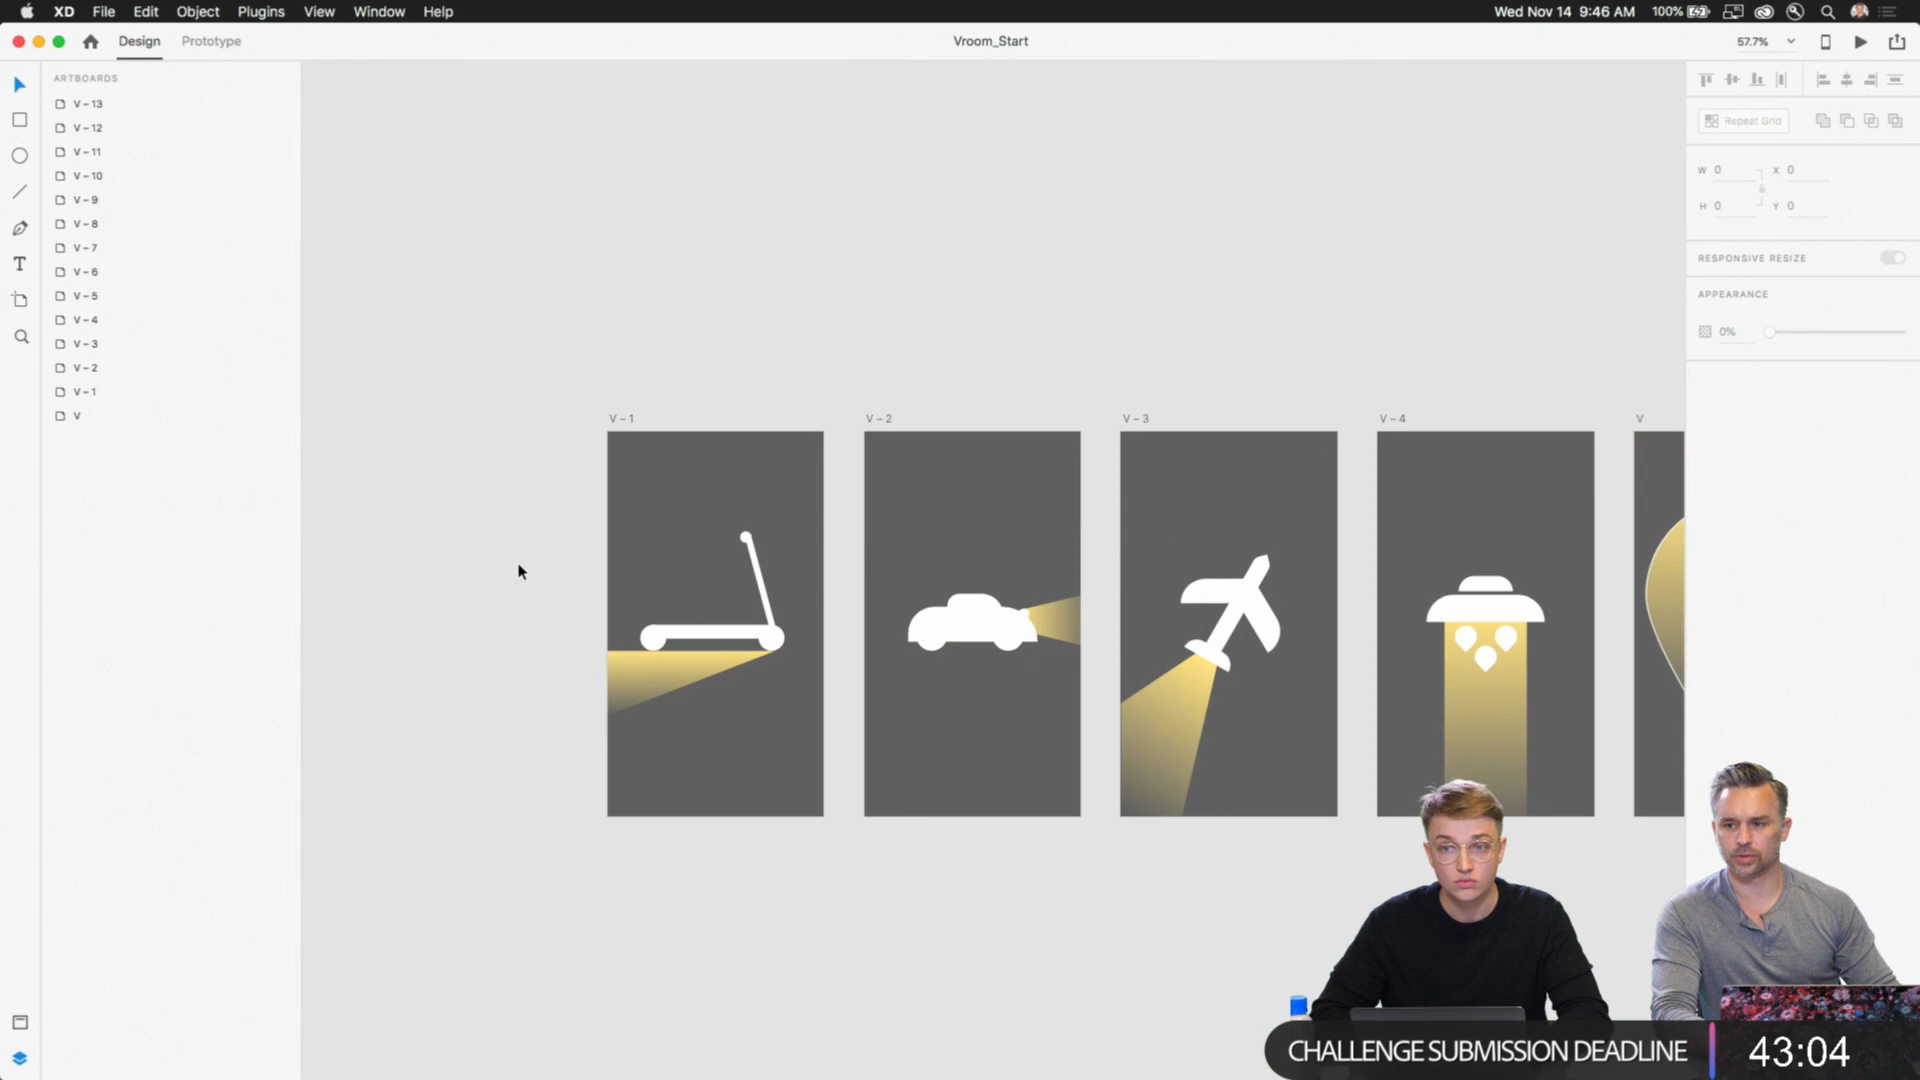 XD File Edit Object Plugins View Window Help
100% Wed Nov 14 9:46 AM
Design Prototype
Vroom_Start
57.7%
ARTBOARDS
V – 13
V – 12
V – 11
V – 10
V – 9
V – 8
V – 7
V – 6
V – 5
V – 4
V – 3
V – 2
V – 1
V
V – 1
V – 2
V – 3
V – 4
V
Repeat Grid
W 0 X 0
H 0 Y 0
RESPONSIVE RESIZE
APPEARANCE
0%
CHALLENGE SUBMISSION DEADLINE 43:04